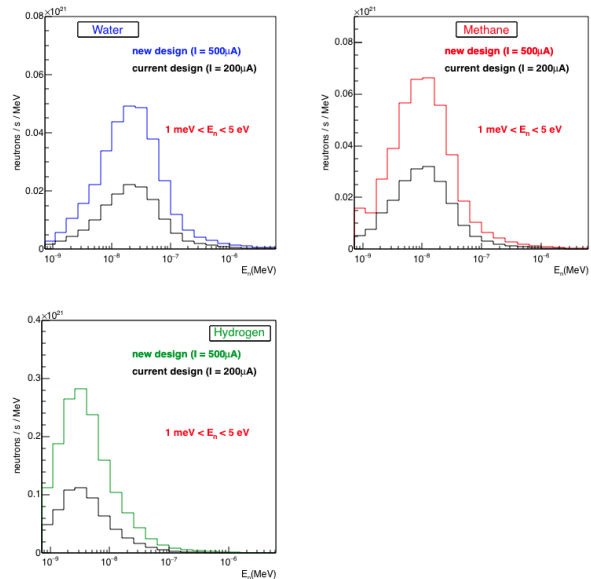 ×10²¹
Water
new design (I = 500μA)
current design (I = 200μA)
1 meV < Eₙ < 5 eV
neutrons / s / MeV
0.08
0.06
0.04
0.02
0
10⁻⁹
10⁻⁸
10⁻⁷
10⁻⁶
Eₙ(MeV)
×10²¹
Methane
new design (I = 500μA)
current design (I = 200μA)
1 meV < Eₙ < 5 eV
neutrons / s / MeV
0.08
0.06
0.04
0.02
0
10⁻⁹
10⁻⁸
10⁻⁷
10⁻⁶
Eₙ(MeV)
×10²¹
Hydrogen
new design (I = 500μA)
current design (I = 200μA)
1 meV < Eₙ < 5 eV
neutrons / s / MeV
0.4
0.3
0.2
0.1
0
10⁻⁹
10⁻⁸
10⁻⁷
10⁻⁶
Eₙ(MeV)